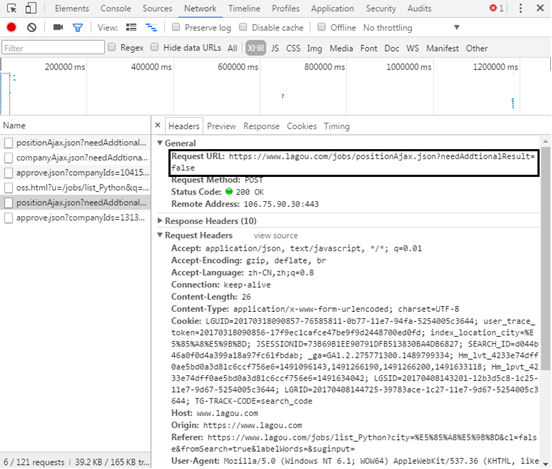 Elements Console Sources Network Timeline Profiles Application Security Audits 1
View: Preserve log Disable cache Offline No throttling
Filter Regex Hide data URLs All XHR JS CSS Img Media Font Doc WS Manifest Other
200000 ms 400000 ms 600000 ms 800000 ms 1000000 ms 1200000 ms
Name
positionAjax.json?needAddtional...
companyAjax.json?needAddtiona...
approve.json?companyIds=10415...
oss.html?u=/jobs/list_Python&q=...
positionAjax.json?needAddtional...
approve.json?companyIds=1313...
6 / 121 requests | 39.2 KB / 165 KB tr...
× Headers Preview Response Cookies Timing
General
Request URL: https://www.lagou.com/jobs/positionAjax.json?needAddtionalResult=
false
Request Method: POST
Status Code: 200 OK
Remote Address: 106.75.90.30:443
Response Headers (10)
Request Headers view source
Accept: application/json, text/javascript, */*; q=0.01
Accept-Encoding: gzip, deflate, br
Accept-Language: zh-CN,zh;q=0.8
Connection: keep-alive
Content-Length: 26
Content-Type: application/x-www-form-urlencoded; charset=UTF-8
Cookie: LGUID=20170318090857-76585811-0b77-11e7-94fa-5254005c3644; user_trace_
token=20170318090856-17f9ec1cafce47be9f9d2448700ed0fd; index_location_city=%E
5%85%A8%E5%9B%BD; JSESSIONID=73B69B1EE90791DFB513830BA4DB6827; SEARCH_ID=d044b
46a0f0d4a399a18a97fc61fbdab; _ga=GA1.2.275771300.1489799334; Hm_lvt_4233e74df
0ae5bd0a3d81c6ccf756e6=1491096143,1491266190,1491266200,1491633118; Hm_lpvt_42
33e74dff0ae5bd0a3d81c6ccf756e6=1491634042; LGSID=20170408143201-12b3d5c8-1c25-
11e7-9d67-5254005c3644; LGRID=20170408144725-39783ace-1c27-11e7-9d67-5254005c3
644; TG-TRACK-CODE=search_code
Host: www.lagou.com
Origin: https://www.lagou.com
Referer: https://www.lagou.com/jobs/list_Python?city=%E5%85%A8%E5%9B%BD&cl=fals
e&fromSearch=true&labelWords=&suginput=
User-Agent: Mozilla/5.0 (Windows NT 6.1; WOW64) AppleWebKit/537.36 (KHTML, like